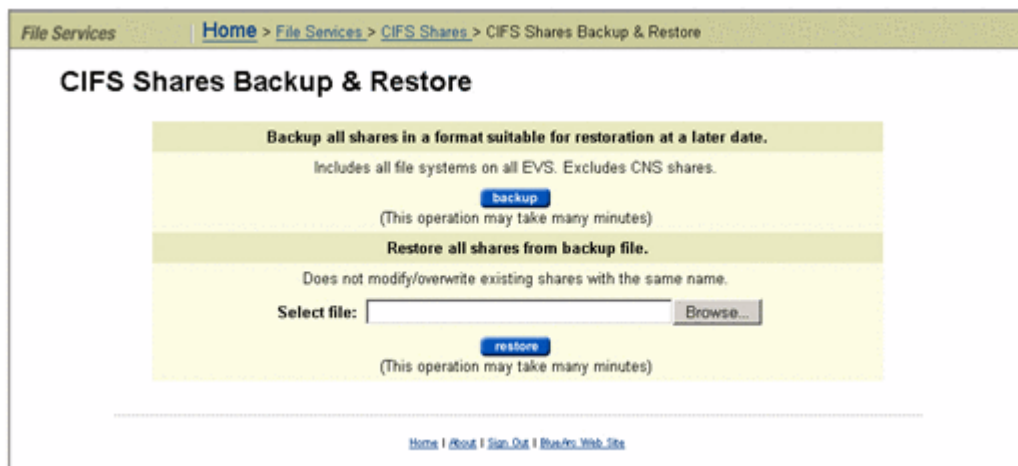 File Services Home > File Services > CIFS Shares > CIFS Shares Backup & Restore
CIFS Shares Backup & Restore
Backup all shares in a format suitable for restoration at a later date.
Includes all file systems on all EVS. Excludes CNS shares.
backup
(This operation may take many minutes)
Restore all shares from backup file.
Does not modify/overwrite existing shares with the same name.
Select file: Browse...
restore
(This operation may take many minutes)
Home | About | Sign Out | BlueArc Web Site